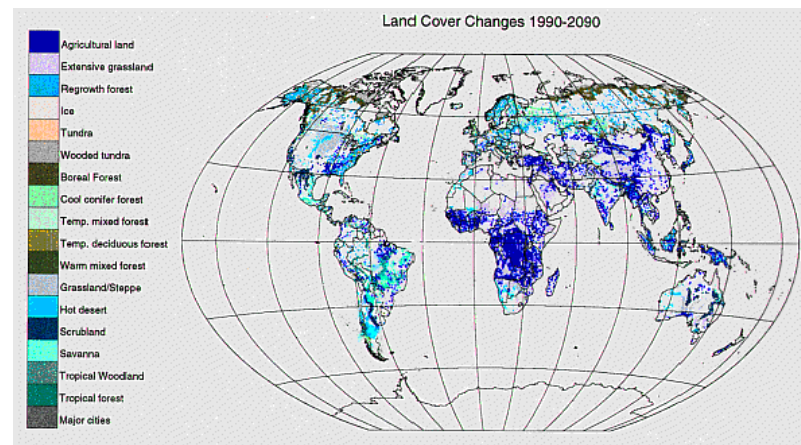 Land Cover Changes 1990-2090
Agricultural land
Extensive grassland
Regrowth forest
Ice
Tundra
Wooded tundra
Boreal Forest
Cool conifer forest
Temp. mixed forest
Temp. deciduous forest
Warm mixed forest
Grassland/Steppe
Hot desert
Scrubland
Savanna
Tropical Woodland
Tropical forest
Major cities